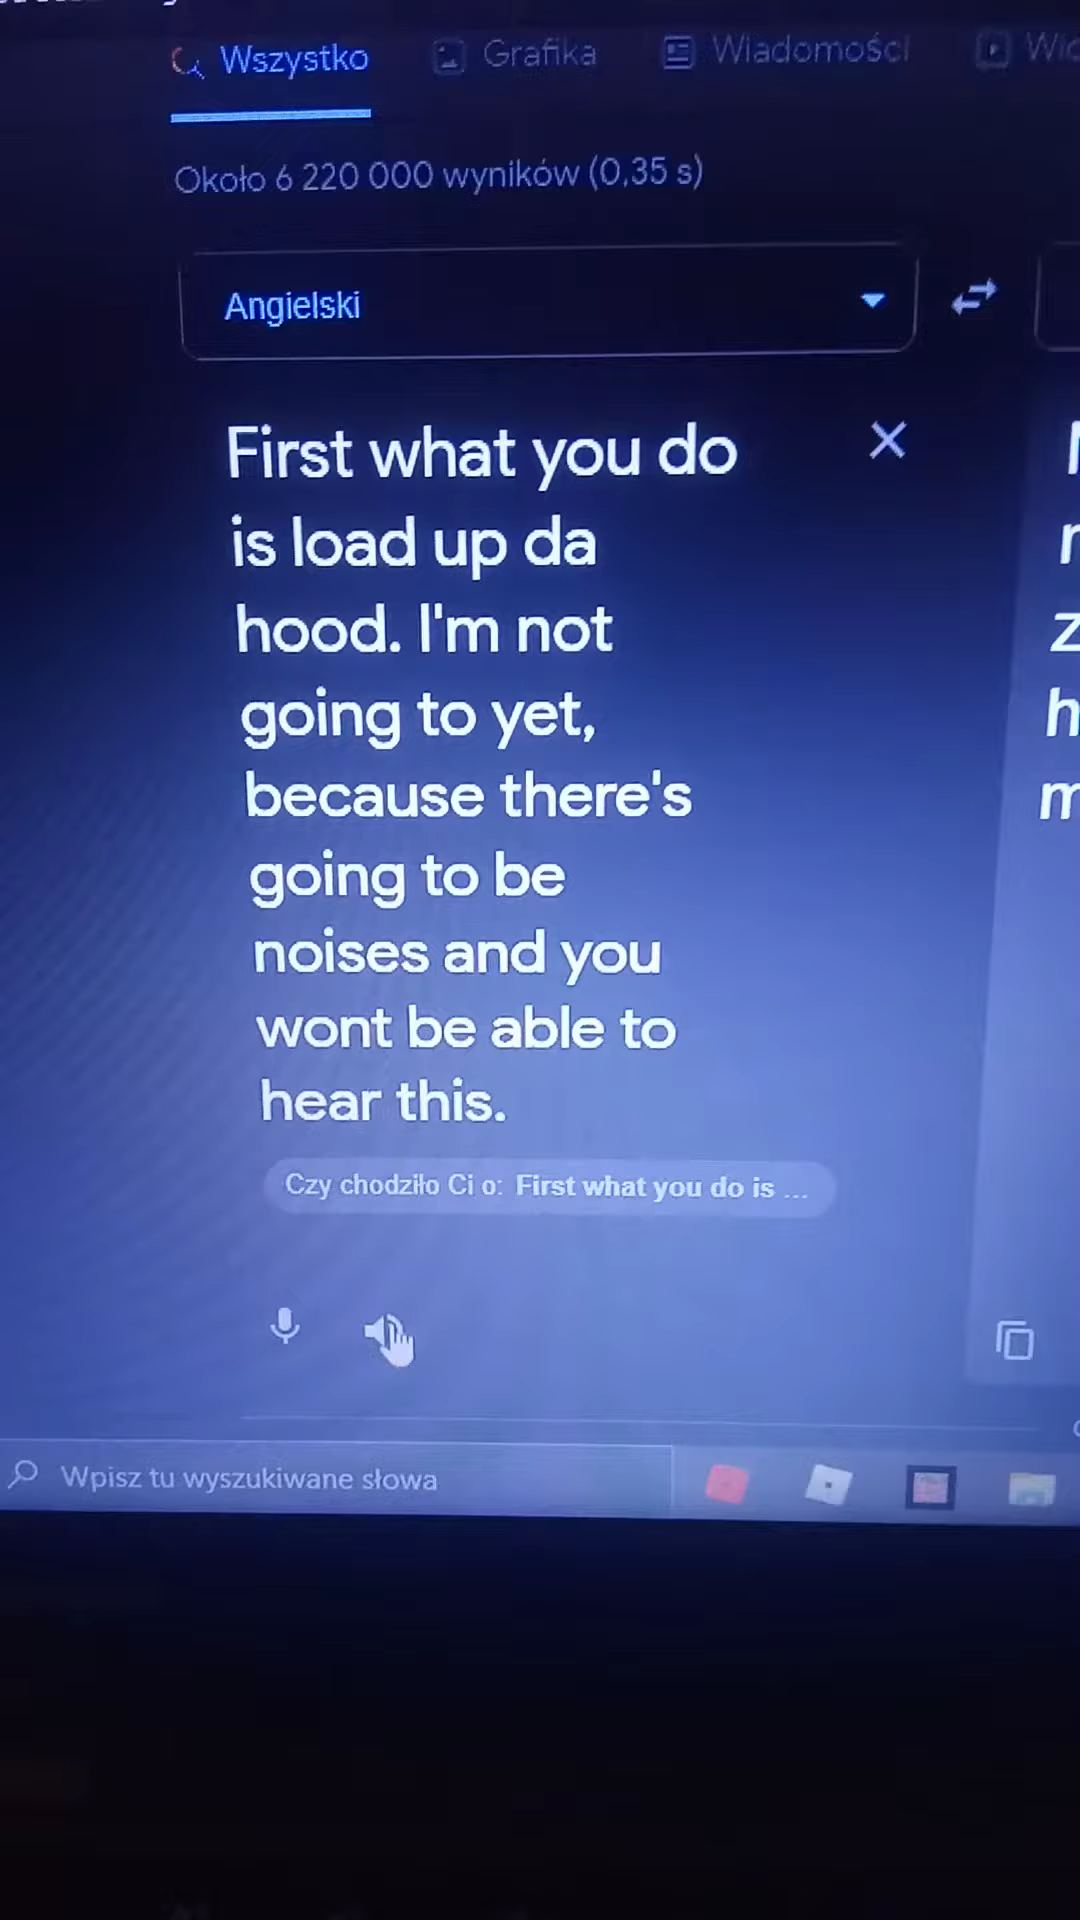 Wszystko Grafika Wiadomości
Około 6 220 000 wyników (0,35 s)
Angielski
First what you do
is load up da
hood. I'm not
going to yet,
because there's
going to be
noises and you
wont be able to
hear this.
Czy chodziło Ci o: First what you do is ...
Wpisz tu wyszukiwane słowa